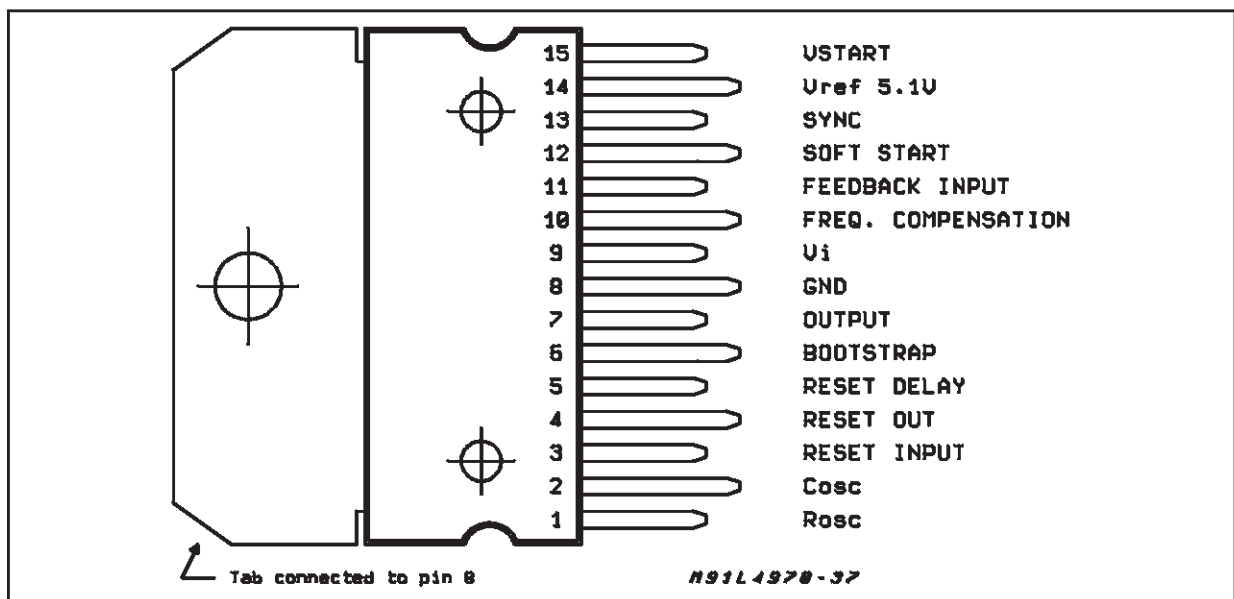 15 VSTART
14 Vref 5.1V
13 SYNC
12 SOFT START
11 FEEDBACK INPUT
10 FREQ. COMPENSATION
9 Vi
8 GND
7 OUTPUT
6 BOOTSTRAP
5 RESET DELAY
4 RESET OUT
3 RESET INPUT
2 Cosc
1 Rosc
Tab connected to pin 8
M91L4970-37